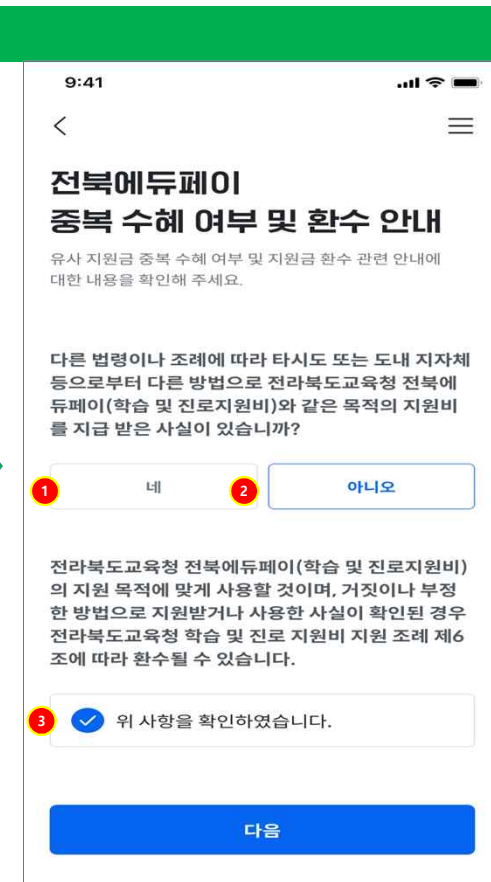 9:41
전북에듀페이
중복 수혜 여부 및 환수 안내
유사 지원금 중복 수혜 여부 및 지원금 환수 관련 안내에
대한 내용을 확인해 주세요.
다른 법령이나 조례에 따라 타시도 또는 도내 지자체
등으로부터 다른 방법으로 전라북도교육청 전북에
듀페이(학습 및 진로지원비)와 같은 목적의 지원비
를 지급 받은 사실이 있습니까?
1 네 2 아니오
전라북도교육청 전북에듀페이(학습 및 진로지원비)
의 지원 목적에 맞게 사용할 것이며, 거짓이나 부정
한 방법으로 지원받거나 사용한 사실이 확인된 경우
전라북도교육청 학습 및 진로 지원비 지원 조례 제6
조에 따라 환수될 수 있습니다.
3 위 사항을 확인하였습니다.
다음